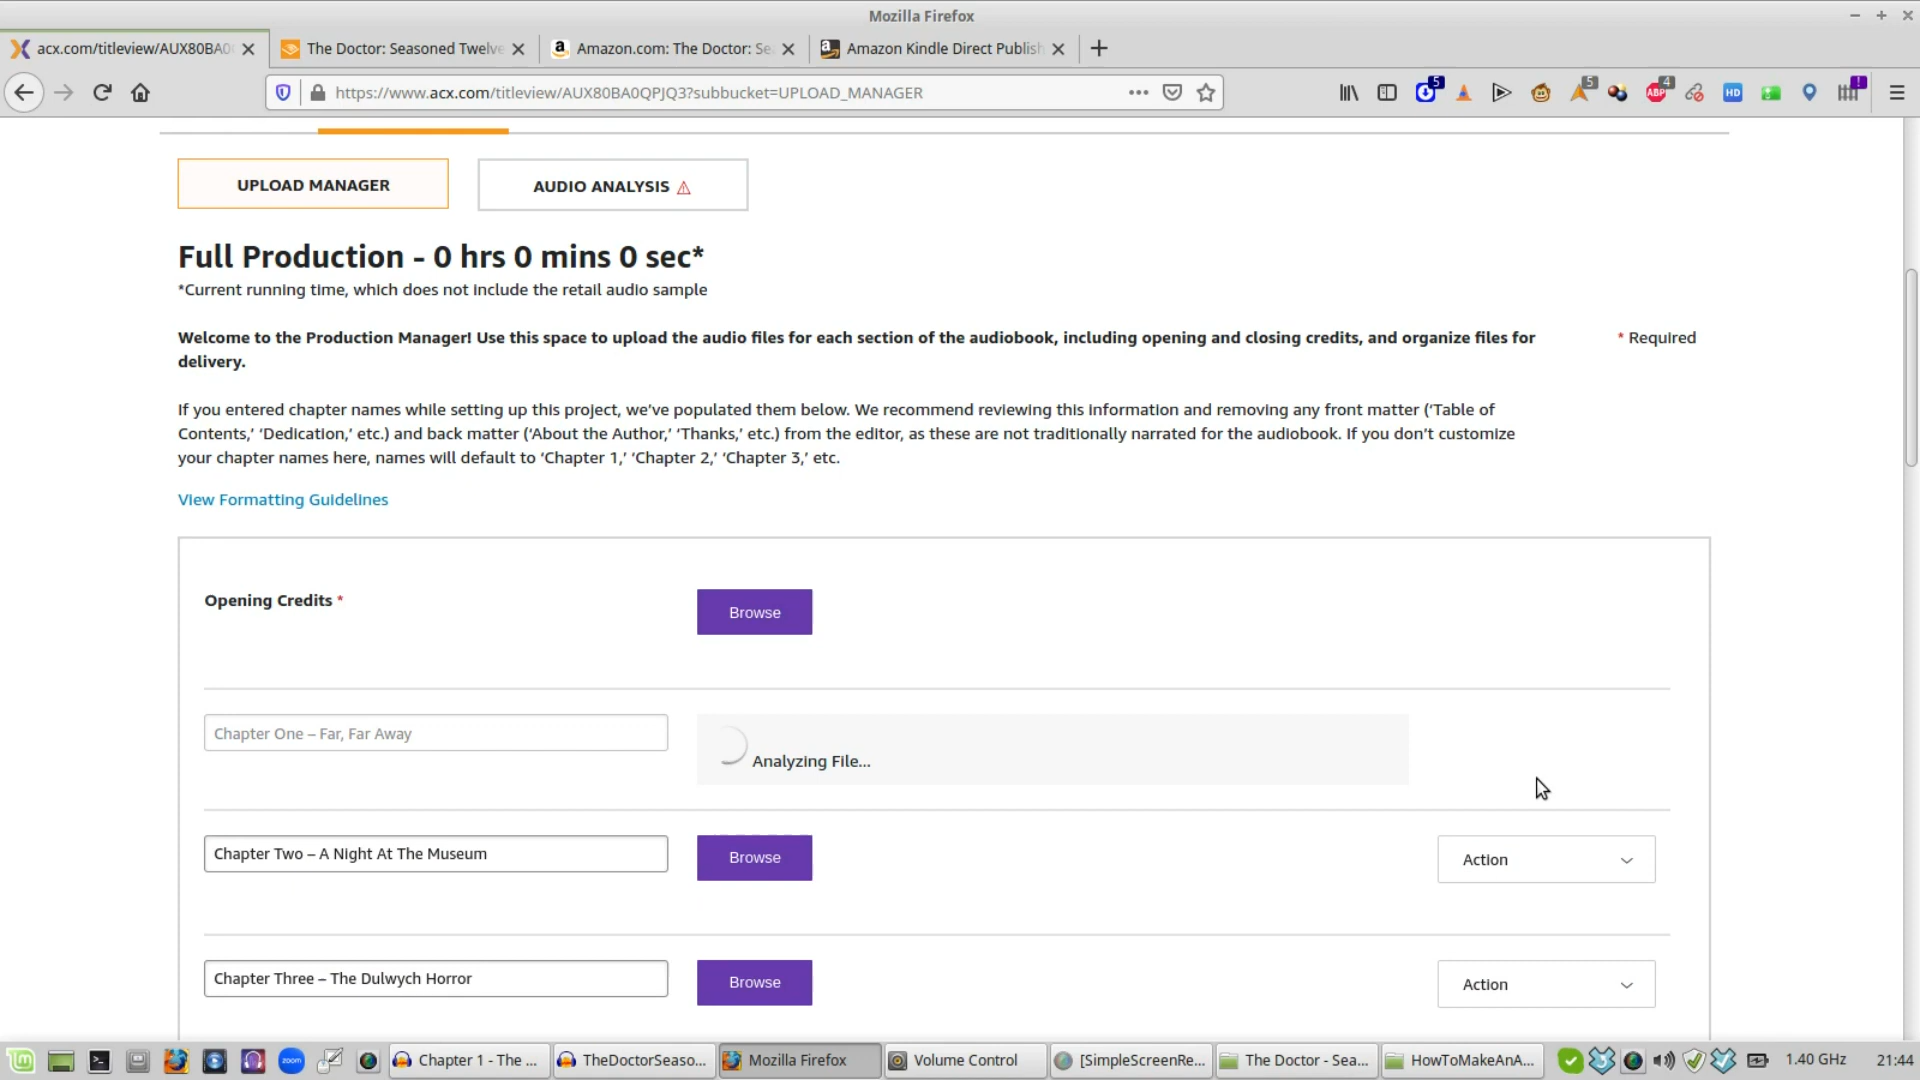 Mozilla Firefox
acx.com/titleview/AUX80BA0
The Doctor: Seasoned Twelve
Amazon.com: The Doctor: Se
Amazon Kindle Direct Publish
https://www.acx.com/titleview/AUX80BA0QPJQ3?subbucket=UPLOAD_MANAGER
5
5
ABP
4
HD
!
UPLOAD MANAGER
AUDIO ANALYSIS
Full Production - 0 hrs 0 mins 0 sec*
*Current running time, which does not include the retail audio sample
Welcome to the Production Manager! Use this space to upload the audio files for each section of the audiobook, including opening and closing credits, and organize files for
delivery.
* Required
If you entered chapter names while setting up this project, we’ve populated them below. We recommend reviewing this information and removing any front matter (‘Table of
Contents,’ ‘Dedication,’ etc.) and back matter (‘About the Author,’ ‘Thanks,’ etc.) from the editor, as these are not traditionally narrated for the audiobook. If you don’t customize
your chapter names here, names will default to ‘Chapter 1,’ ‘Chapter 2,’ ‘Chapter 3,’ etc.
View Formatting Guidelines
Opening Credits *
Browse
Chapter One – Far, Far Away
Analyzing File...
Chapter Two – A Night At The Museum
Browse
Action
Chapter Three – The Dulwych Horror
Browse
Action
zoom
Chapter 1 - The ...
TheDoctorSeaso...
Mozilla Firefox
Volume Control
[SimpleScreenRe...
The Doctor - Sea...
HowToMakeAnA...
1.40 GHz
21:44